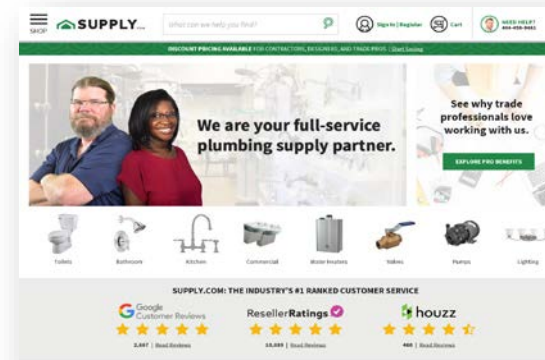 SHOP
SUPPLY.com
What can we help you find?
Sign In | Register
Cart
NEED HELP?
DISCOUNT PRICING AVAILABLE FOR CONTRACTORS, DESIGNERS, AND TRADE PROS. | Start Saving
We are your full-service
plumbing supply partner.
See why trade
professionals love
working with us.
EXPLORE PRO BENEFITS
Toilets
Bathroom
Kitchen
Commercial
Water Heaters
Valves
Pumps
Lighting
SUPPLY.COM: THE INDUSTRY'S #1 RANKED CUSTOMER SERVICE
Google
Customer Reviews
ResellerRatings
houzz
Read Reviews
Read Reviews
Read Reviews